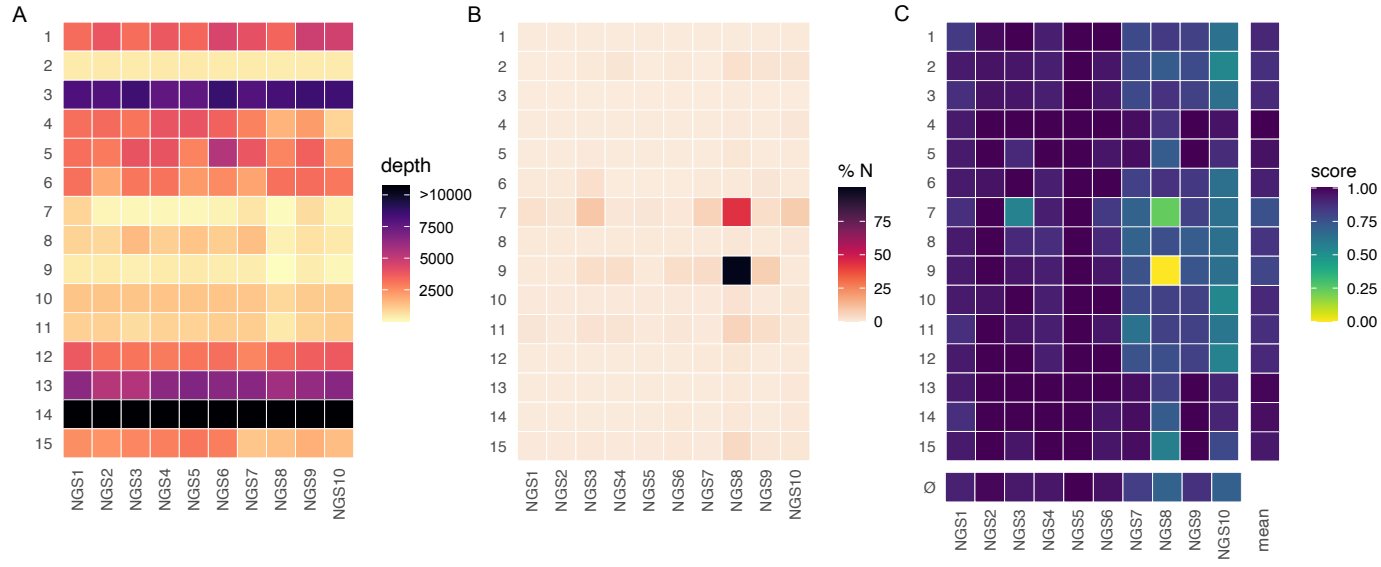 A
1
2
3
4
5
6
7
8
9
10
11
12
13
14
15
NGS1
NGS2
NGS3
NGS4
NGS5
NGS6
NGS7
NGS8
NGS9
NGS10
depth
>10000
7500
5000
2500
B
1
2
3
4
5
6
7
8
9
10
11
12
13
14
15
NGS1
NGS2
NGS3
NGS4
NGS5
NGS6
NGS7
NGS8
NGS9
NGS10
% N
75
50
25
0
C
1
2
3
4
5
6
7
8
9
10
11
12
13
14
15
Ø
NGS1
NGS2
NGS3
NGS4
NGS5
NGS6
NGS7
NGS8
NGS9
NGS10
mean
score
1.00
0.75
0.50
0.25
0.00